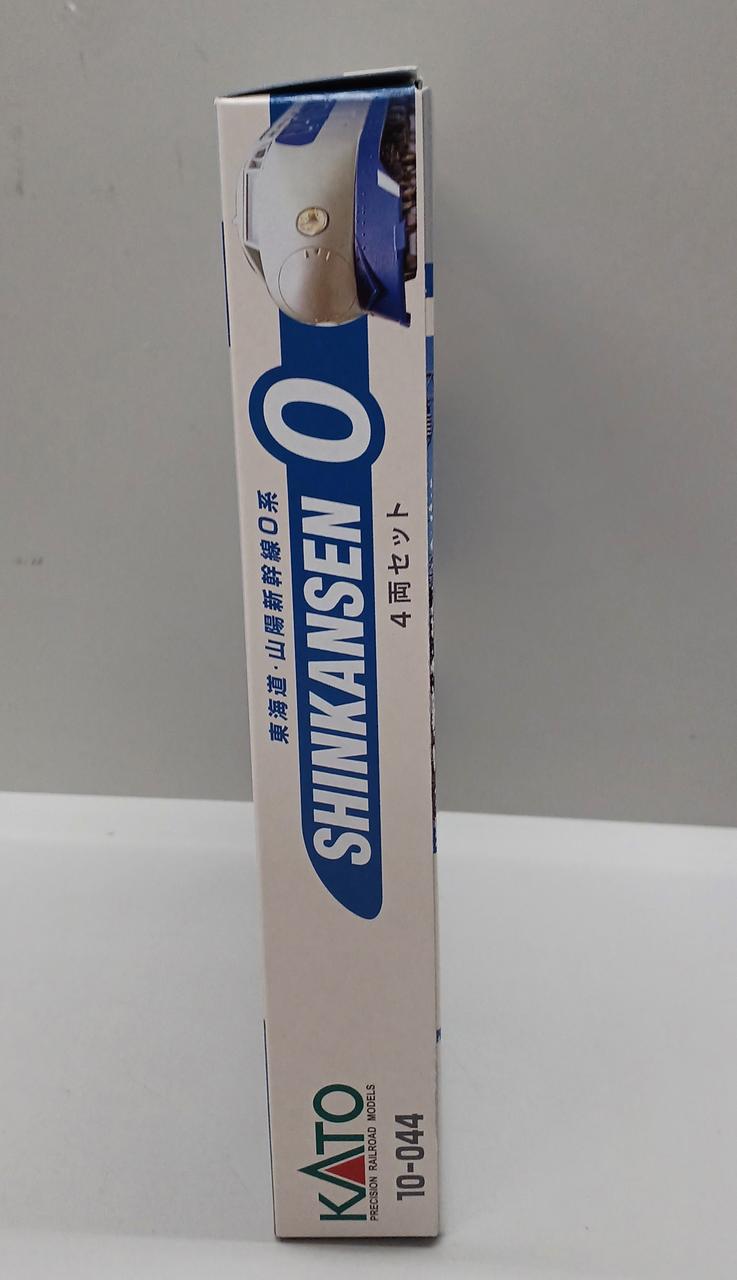 東海道・山陽新幹線0系
SHINKANSEN 0
4両セット
KATO
PRECISION RAILROAD MODELS
10-044